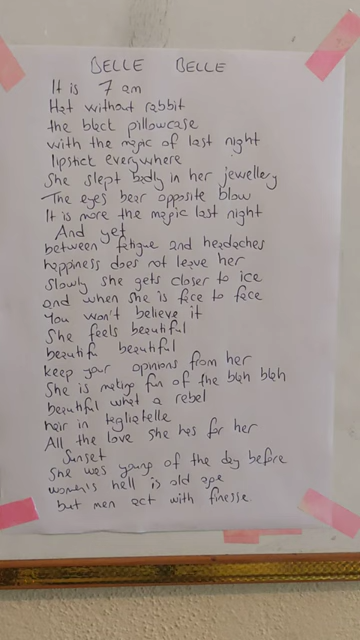 BELLE BELLE
It is 7 am
Hat without rabbit
the black pillowcase
with the magic of last night
lipstick everywhere
She slept badly in her jewellery
The eyes bear opposite blow
It is more the magic last night
And yet
between fatigue and headaches
happiness does not leave her
slowly she gets closer to ice
and when she is face to face
You won't believe it
She feels beautiful
beautiful beautiful
keep your opinions from her
She is making fun of the blah blah
beautiful what a rebel
hair in tagliatelle
All the love she has for her
Sunset
She was young of the day before
women's hell is old age
but men act with finesse.